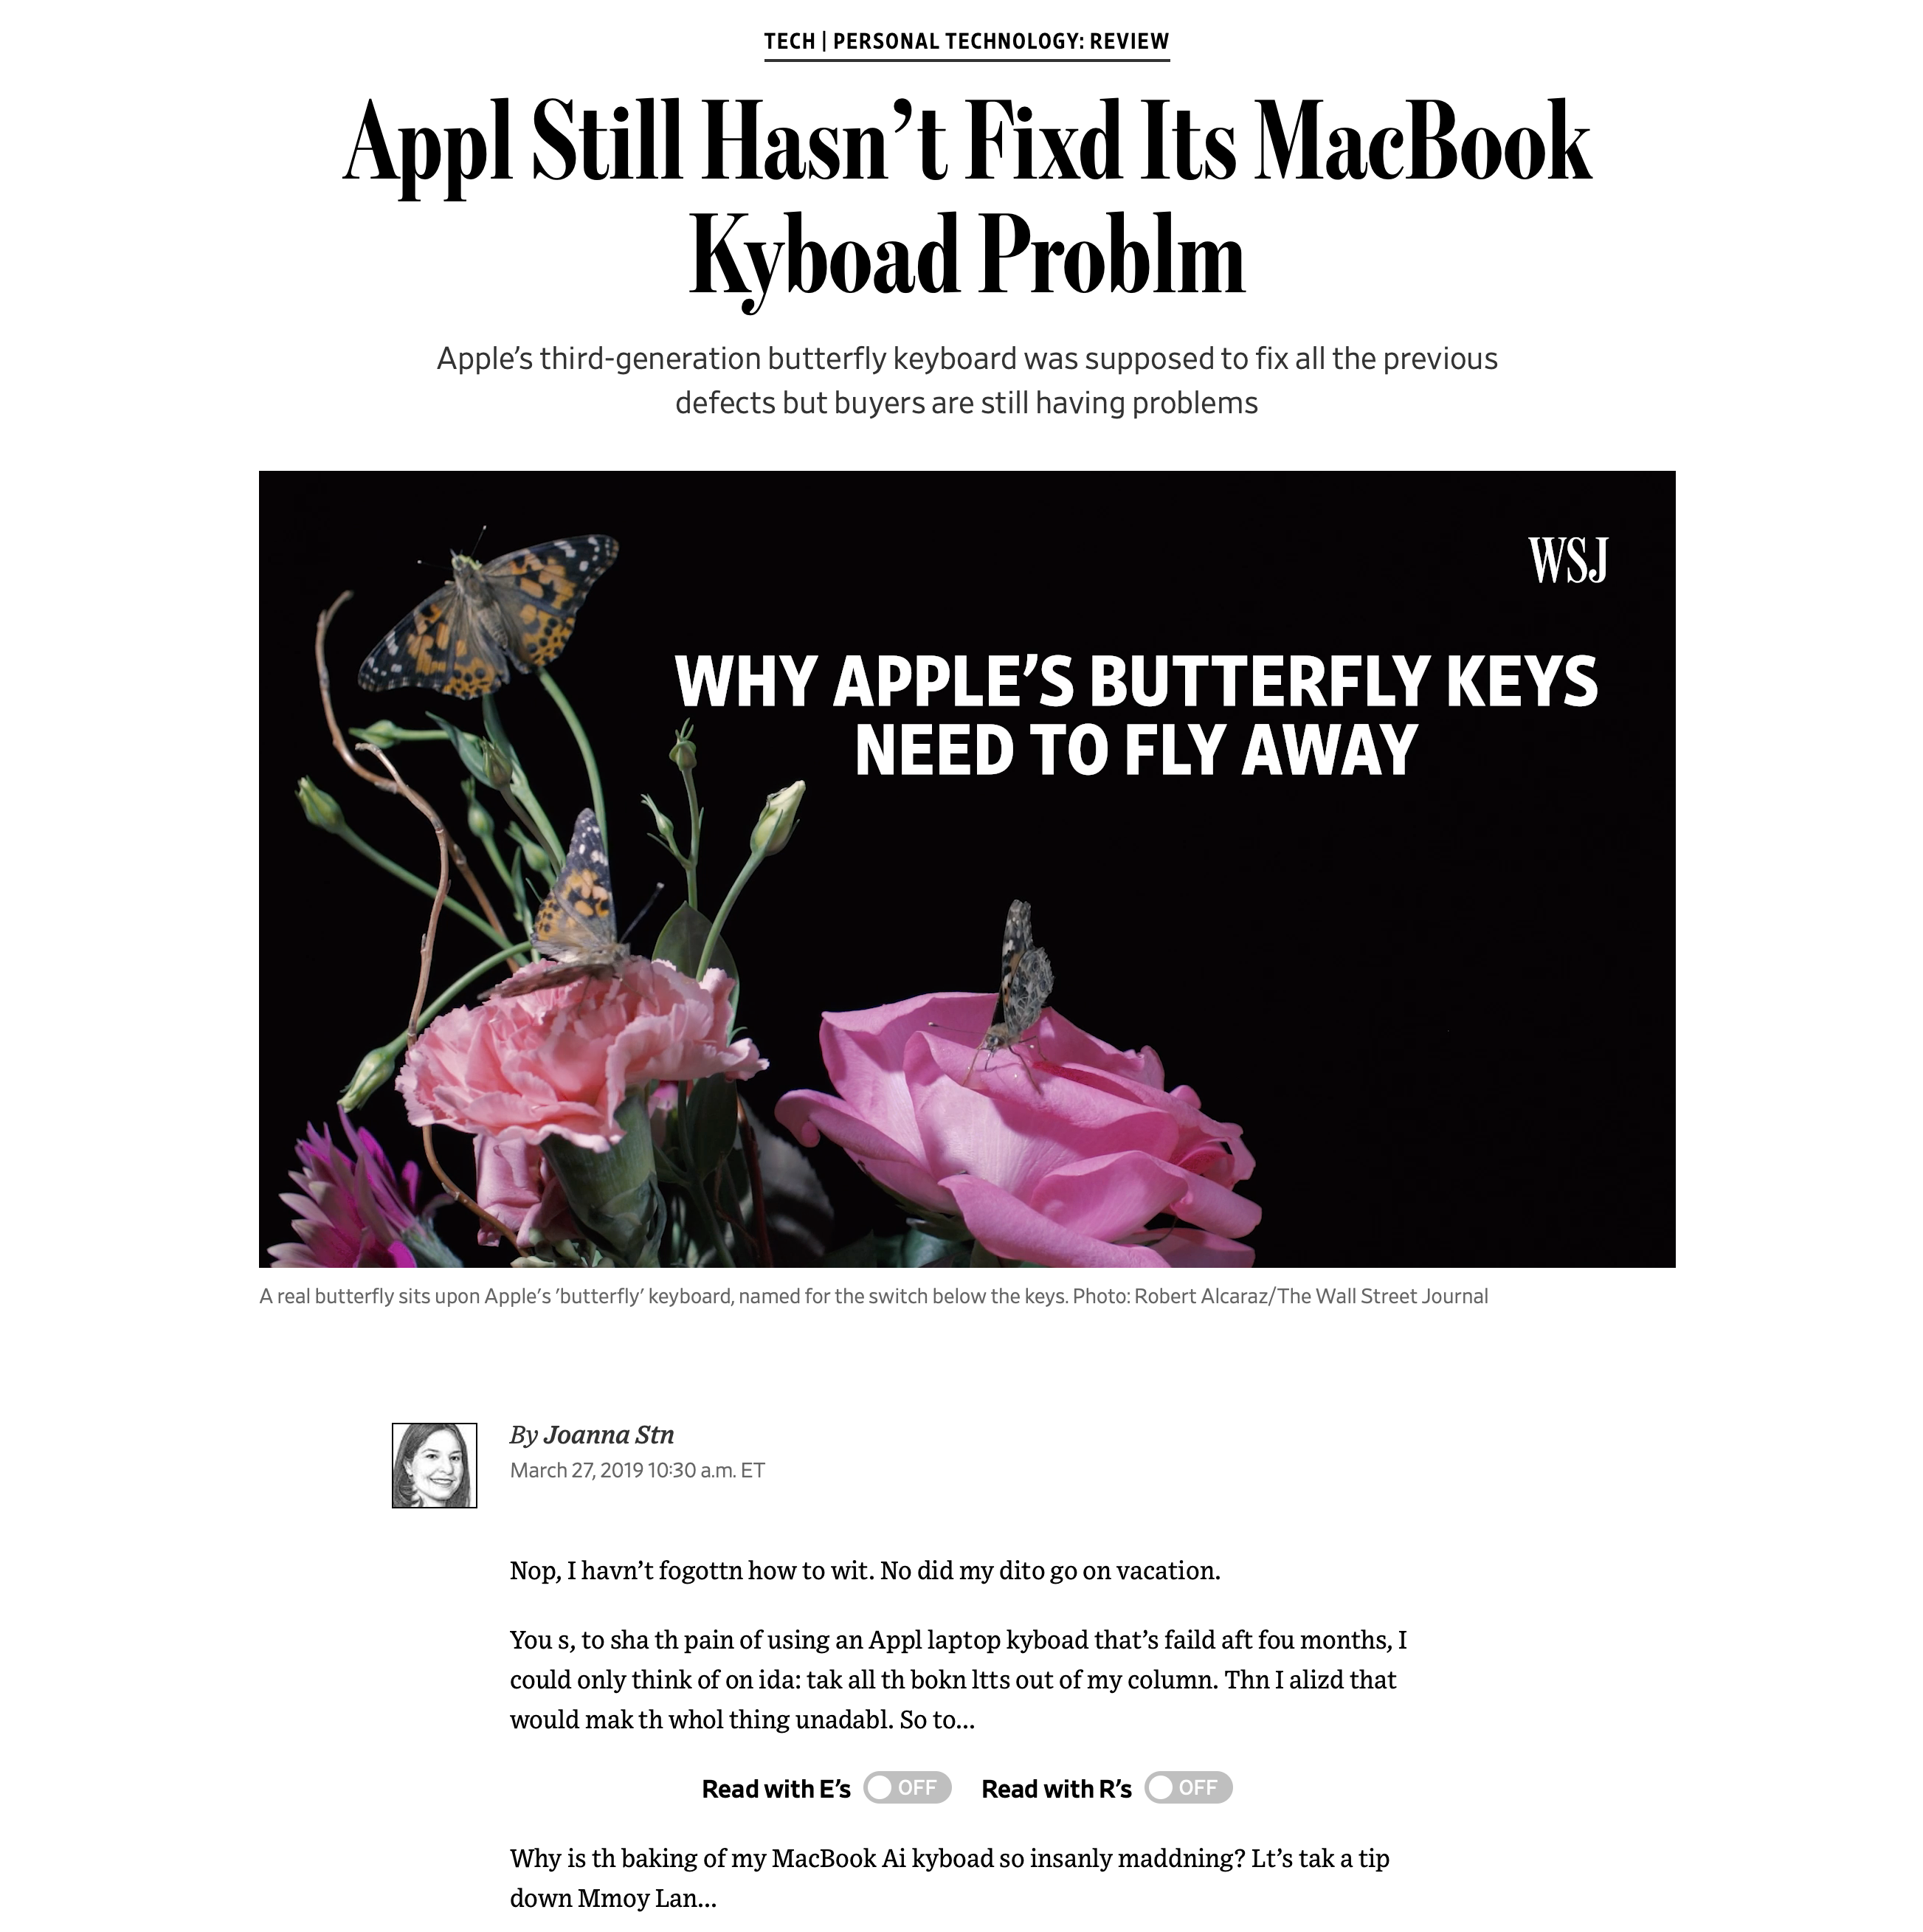 TECH | PERSONAL TECHNOLOGY: REVIEW
Appl Still Hasn’t Fixd Its MacBook
Kyboad Problm
Apple’s third-generation butterfly keyboard was supposed to fix all the previous
defects but buyers are still having problems
WSJ
WHY APPLE’S BUTTERFLY KEYS
NEED TO FLY AWAY
A real butterfly sits upon Apple’s ’butterfly’ keyboard, named for the switch below the keys. Photo: Robert Alcaraz/The Wall Street Journal
By Joanna Stn
March 27, 2019 10:30 a.m. ET
Nop, I havn’t fogottn how to wit. No did my dito go on vacation.
You s, to sha th pain of using an Appl laptop kyboad that’s faild aft fou months, I
could only think of on ida: tak all th bokn ltts out of my column. Thn I alizd that
would mak th whol thing unadabl. So to…
Read with E’s OFF Read with R’s OFF
Why is th baking of my MacBook Ai kyboad so insanly maddning? Lt’s tak a tip
down Mmoy Lan…